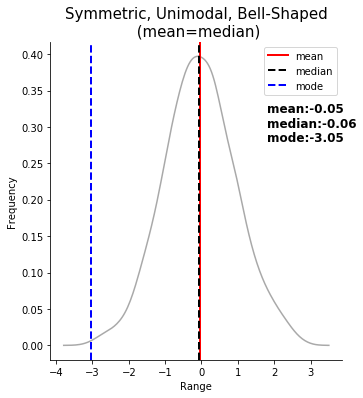 Symmetric, Unimodal, Bell-Shaped
(mean=median)
mean
median
mode
mean:-0.05
median:-0.06
mode:-3.05
Frequency
0.40
0.35
0.30
0.25
0.20
0.15
0.10
0.05
0.00
−4 −3 −2 −1 0 1 2 3
Range